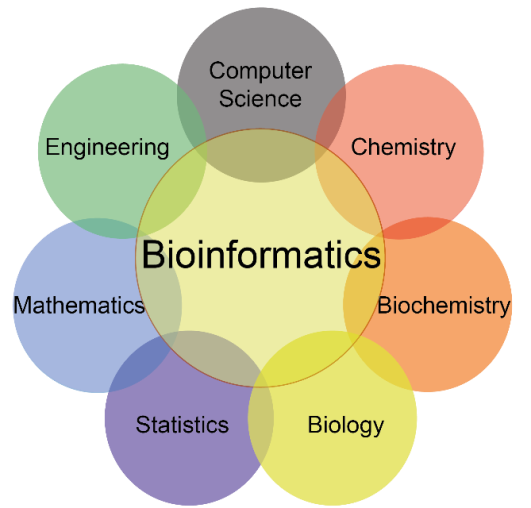 Computer
Science
Engineering
Chemistry
Bioinformatics
Mathematics
Biochemistry
Statistics
Biology